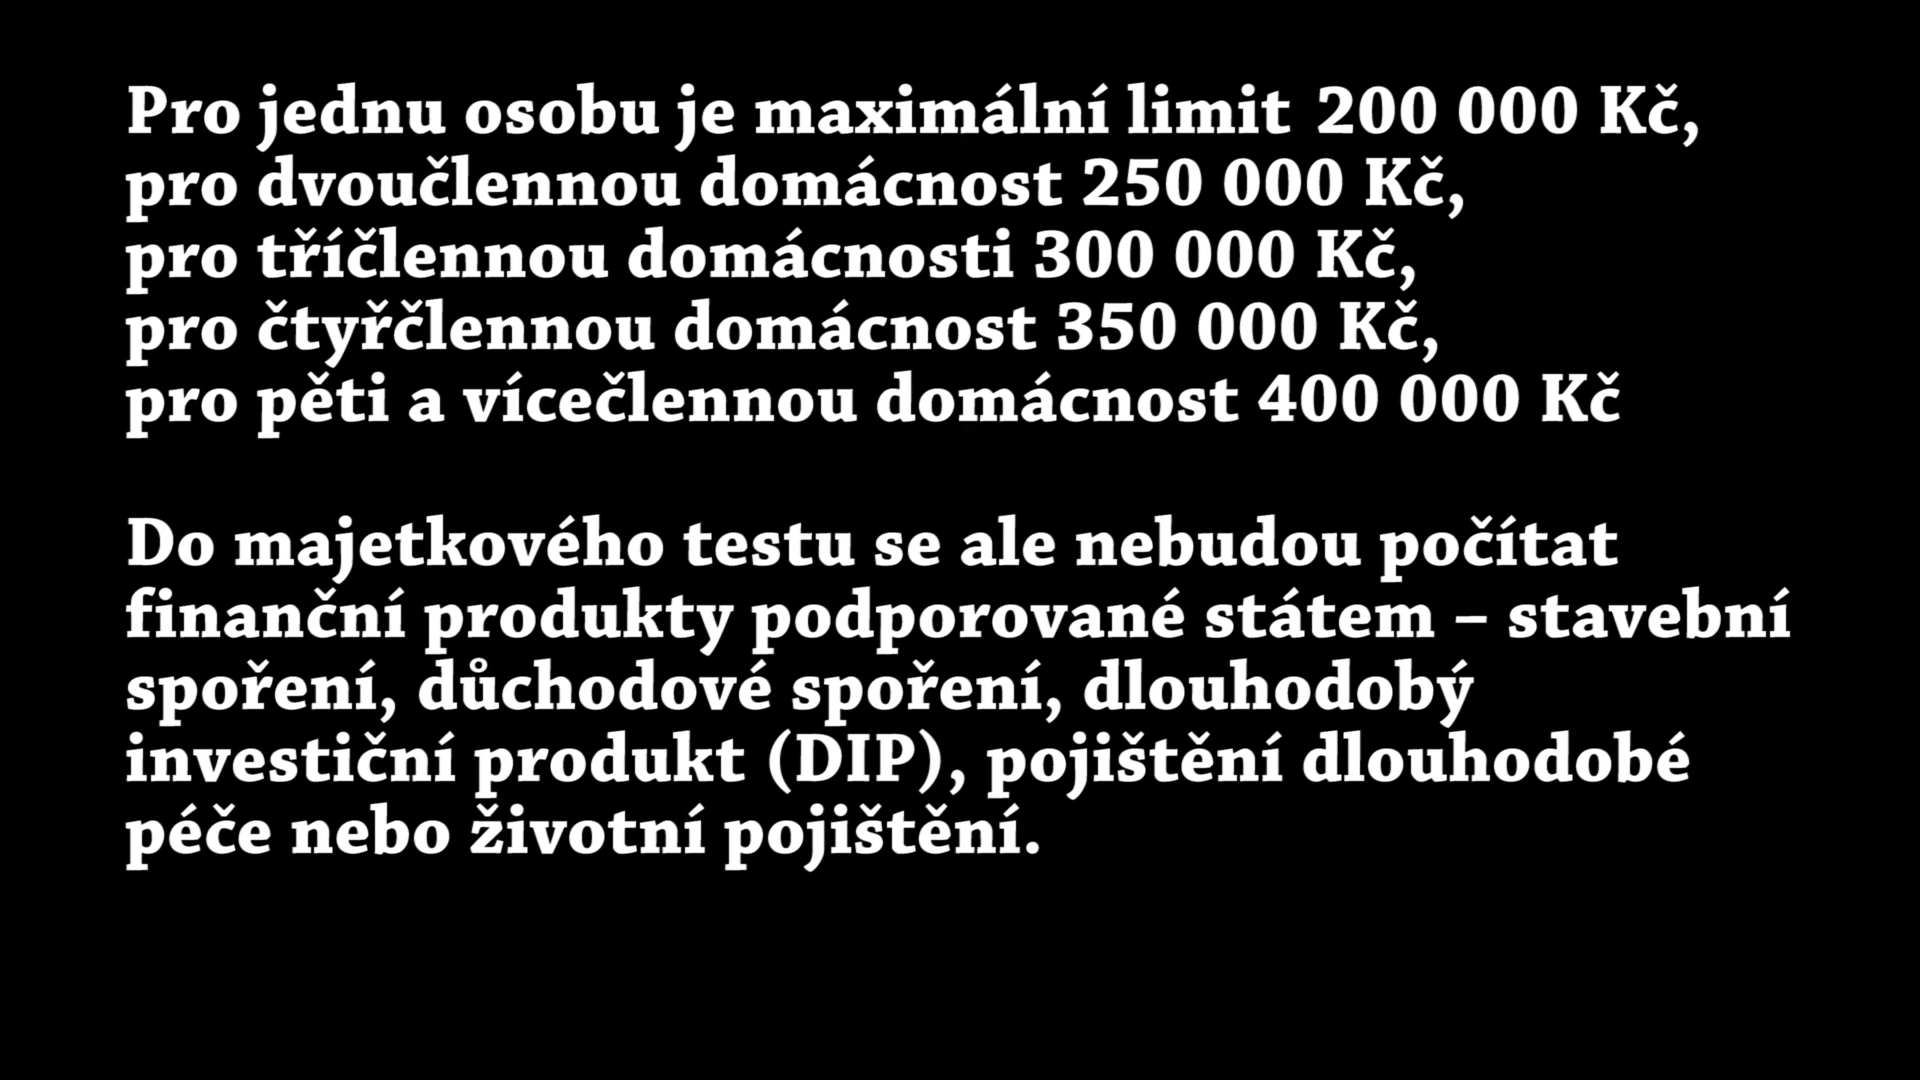 Pro jednu osobu je maximální limit 200 000 Kč,
pro dvoučlennou domácnost 250 000 Kč,
pro tříčlennou domácnosti 300 000 Kč,
pro čtyřčlennou domácnost 350 000 Kč,
pro pěti a vícečlennou domácnost 400 000 Kč
Do majetkového testu se ale nebudou počítat
finanční produkty podporované státem – stavební
spoření, důchodové spoření, dlouhodobý
investiční produkt (DIP), pojištění dlouhodobé
péče nebo životní pojištění.